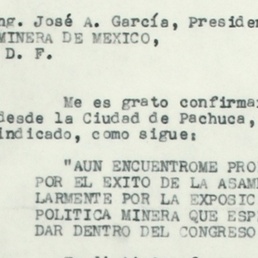 ng. José A. García, Presiden
MINERA DE MEXICO,
D. F.
Me es grato confirma
desde la Ciudad de Pachuca,
indicado, como sigue:
"AUN ENCUENTROME PRO
POR EL EXITO DE LA ASAM
LARMENTE POR LA EXPOSIC
POLITICA MINERA QUE ESP
DAR DENTRO DEL CONGRESO